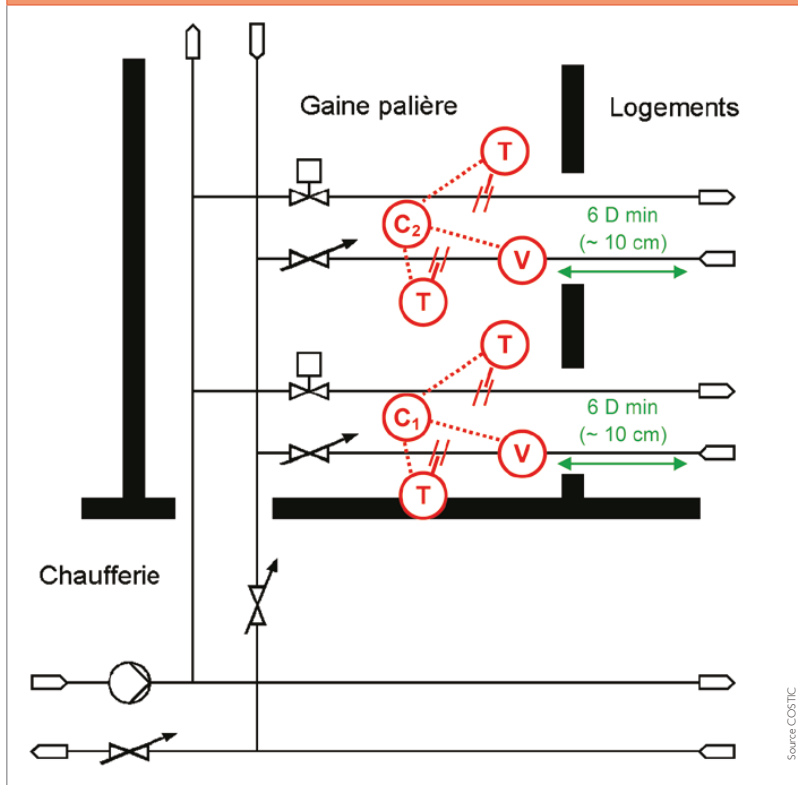 Gaine palière
Logements
T
C₂
6 D min
(~ 10 cm)
V
T
T
C₁
6 D min
(~ 10 cm)
V
T
Chaufferie
Source COSTIC